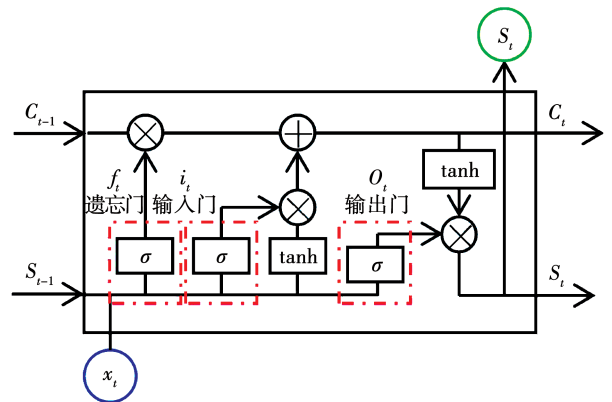 S_t
C_{t-1}
C_t
f_t
i_t
O_t
遗忘门 输入门
输出门
tanh
σ
σ
tanh
σ
S_{t-1}
S_t
x_t